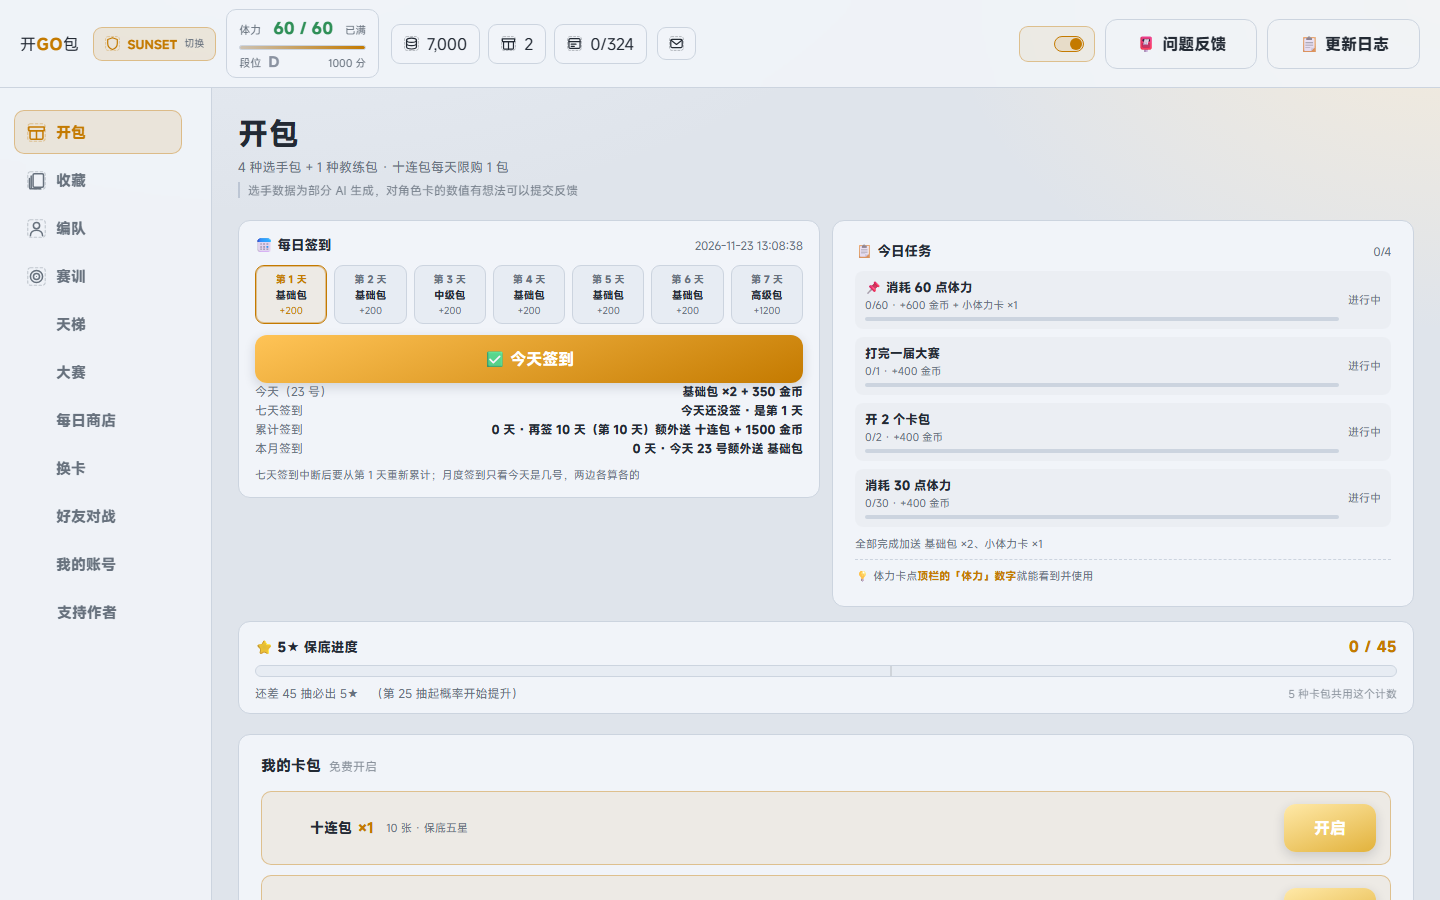 开GO包
SUNSET 切换
体力 60 / 60 已满
段位 D 1000 分
7,000
2
0/324
问题反馈
更新日志
开包
收藏
编队
赛训
天梯
大赛
每日商店
换卡
好友对战
我的账号
支持作者
开包
4 种选手包 + 1 种教练包 · 十连包每天限购 1 包
选手数据为部分 AI 生成，对角色卡的数值有想法可以提交反馈
每日签到 2026-11-23 13:08:38
第 1 天 基础包 +200
第 2 天 基础包 +200
第 3 天 中级包 +200
第 4 天 基础包 +200
第 5 天 基础包 +200
第 6 天 基础包 +200
第 7 天 高级包 +1200
今天签到
今天（23 号） 基础包 ×2 + 350 金币
七天签到 今天还没签 · 是第 1 天
累计签到 0 天 · 再签 10 天（第 10 天）额外送 十连包 + 1500 金币
本月签到 0 天 · 今天 23 号额外送 基础包
七天签到中断后要从第 1 天重新累计；月度签到只看今天是几号，两边各算各的
今日任务 0/4
消耗 60 点体力
0/60 · +600 金币 + 小体力卡 ×1
进行中
打完一届大赛
0/1 · +400 金币
进行中
开 2 个卡包
0/2 · +400 金币
进行中
消耗 30 点体力
0/30 · +400 金币
进行中
全部完成加送 基础包 ×2、小体力卡 ×1
体力卡点顶栏的「体力」数字就能看到并使用
5★ 保底进度 0 / 45
还差 45 抽必出 5★ （第 25 抽起概率开始提升）
5 种卡包共用这个计数
我的卡包 免费开启
十连包 ×1 10 张 · 保底五星
开启